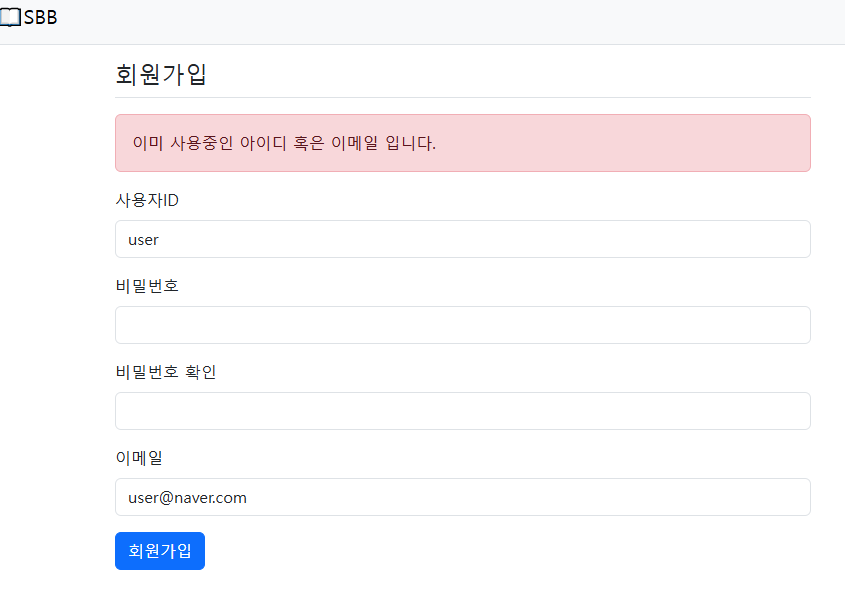 SBB
회원가입
이미 사용중인 아이디 혹은 이메일 입니다.
사용자ID
user
비밀번호
비밀번호 확인
이메일
user@naver.com
회원가입